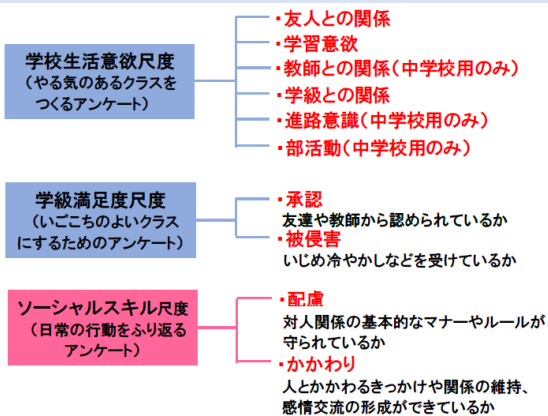 学校生活意欲尺度
(やる気のあるクラスを
つくるアンケート)
・友人との関係
・学習意欲
・教師との関係(中学校用のみ)
・学級との関係
・進路意識(中学校用のみ)
・部活動(中学校用のみ)
学級満足度尺度
(いごこちのよいクラス
にするためのアンケート)
・承認
友達や教師から認められているか
・被侵害
いじめ冷やかしなどを受けているか
ソーシャルスキル尺度
(日常の行動をふり返る
アンケート)
・配慮
対人関係の基本的なマナーやルールが
守られているか
・かかわり
人とかかわるきっかけや関係の維持、
感情交流の形成ができているか